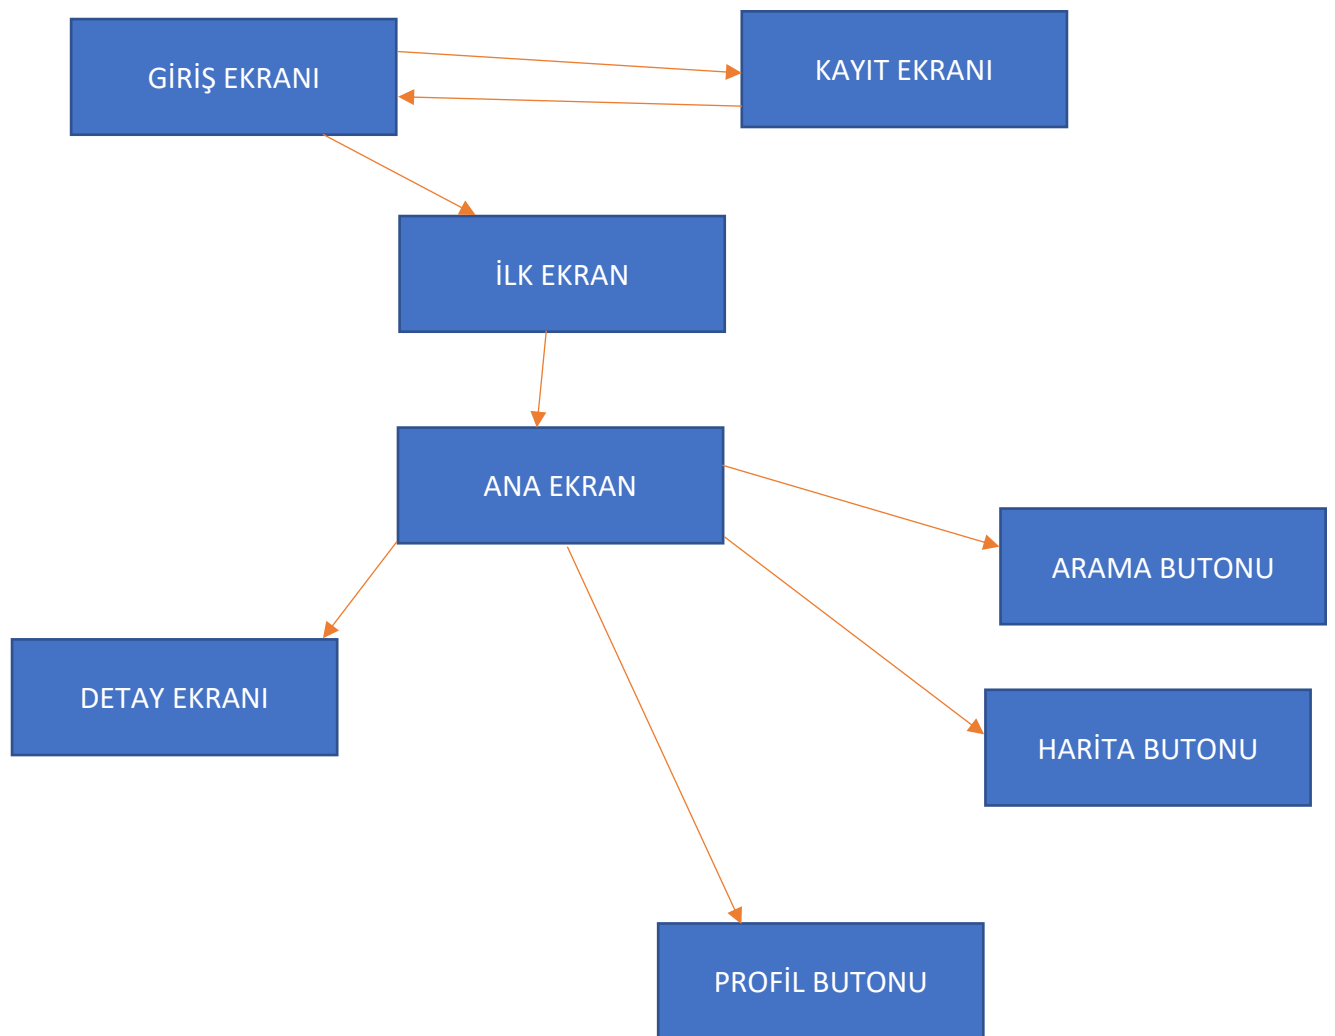 GİRİŞ EKRANI
KAYIT EKRANI
İLK EKRAN
ANA EKRAN
ARAMA BUTONU
DETAY EKRANI
HARİTA BUTONU
PROFİL BUTONU